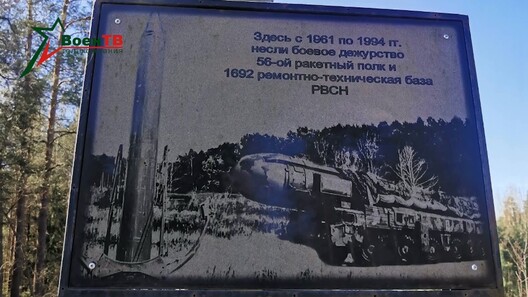 ВоенТВ
Здесь с 1961 по 1994 гг.
несли боевое дежурство
56-ой ракетный полк и
1692 ремонтно-техническая база
РВСН